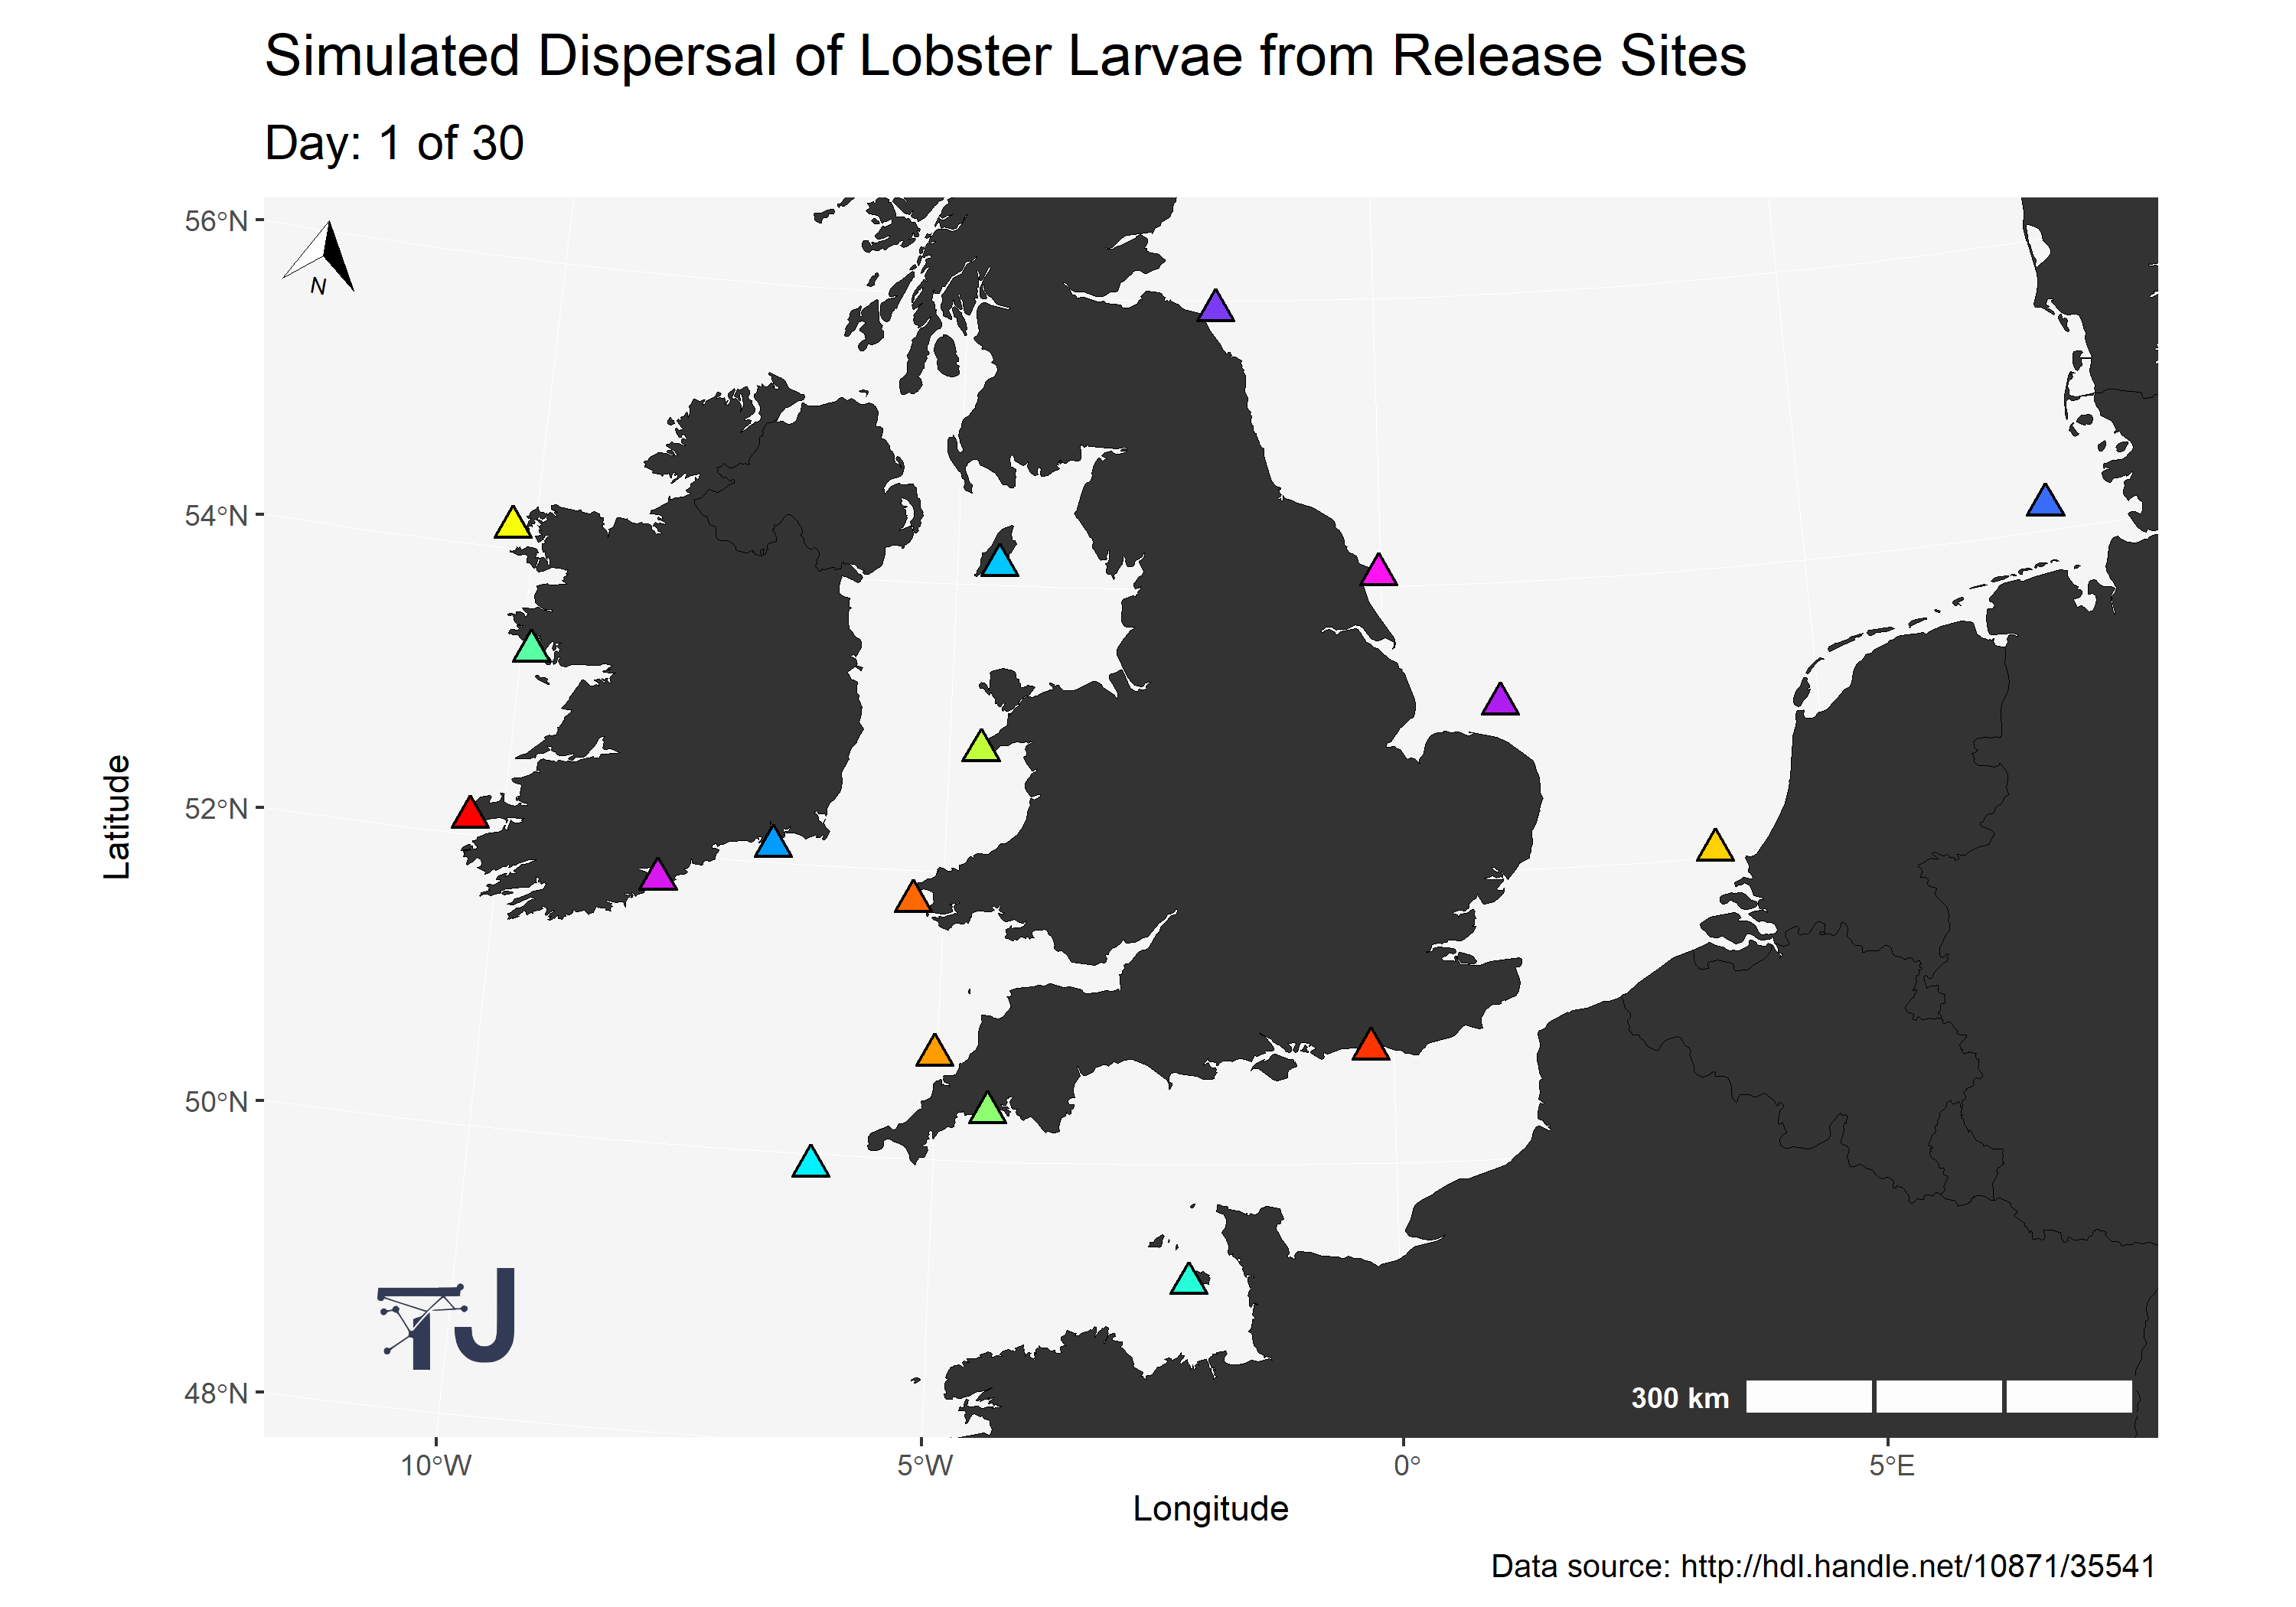 Simulated Dispersal of Lobster Larvae from Release Sites
Day: 1 of 30
56°N
54°N
52°N
50°N
48°N
Latitude
N
TJ
300 km
10°W
5°W
0°
5°E
Longitude
Data source: http://hdl.handle.net/10871/35541